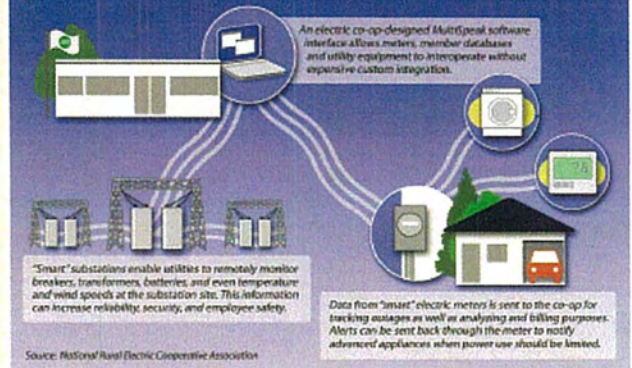 An electric co-op-designed MultiSpeak software
interface allows meters, member databases
and utility equipment to interoperate without
expensive custom integration.
"Smart" substations enable utilities to remotely monitor
breakers, transformers, batteries, and even temperature
and wind speeds at the substation site. This information
can increase reliability, security, and employee safety.
Data from "smart" electric meters is sent to the co-op for
tracking outages as well as analyzing and billing purposes.
Alerts can be sent back through the meter to notify
advanced appliances when power use should be limited.
Source: National Rural Electric Cooperative Association